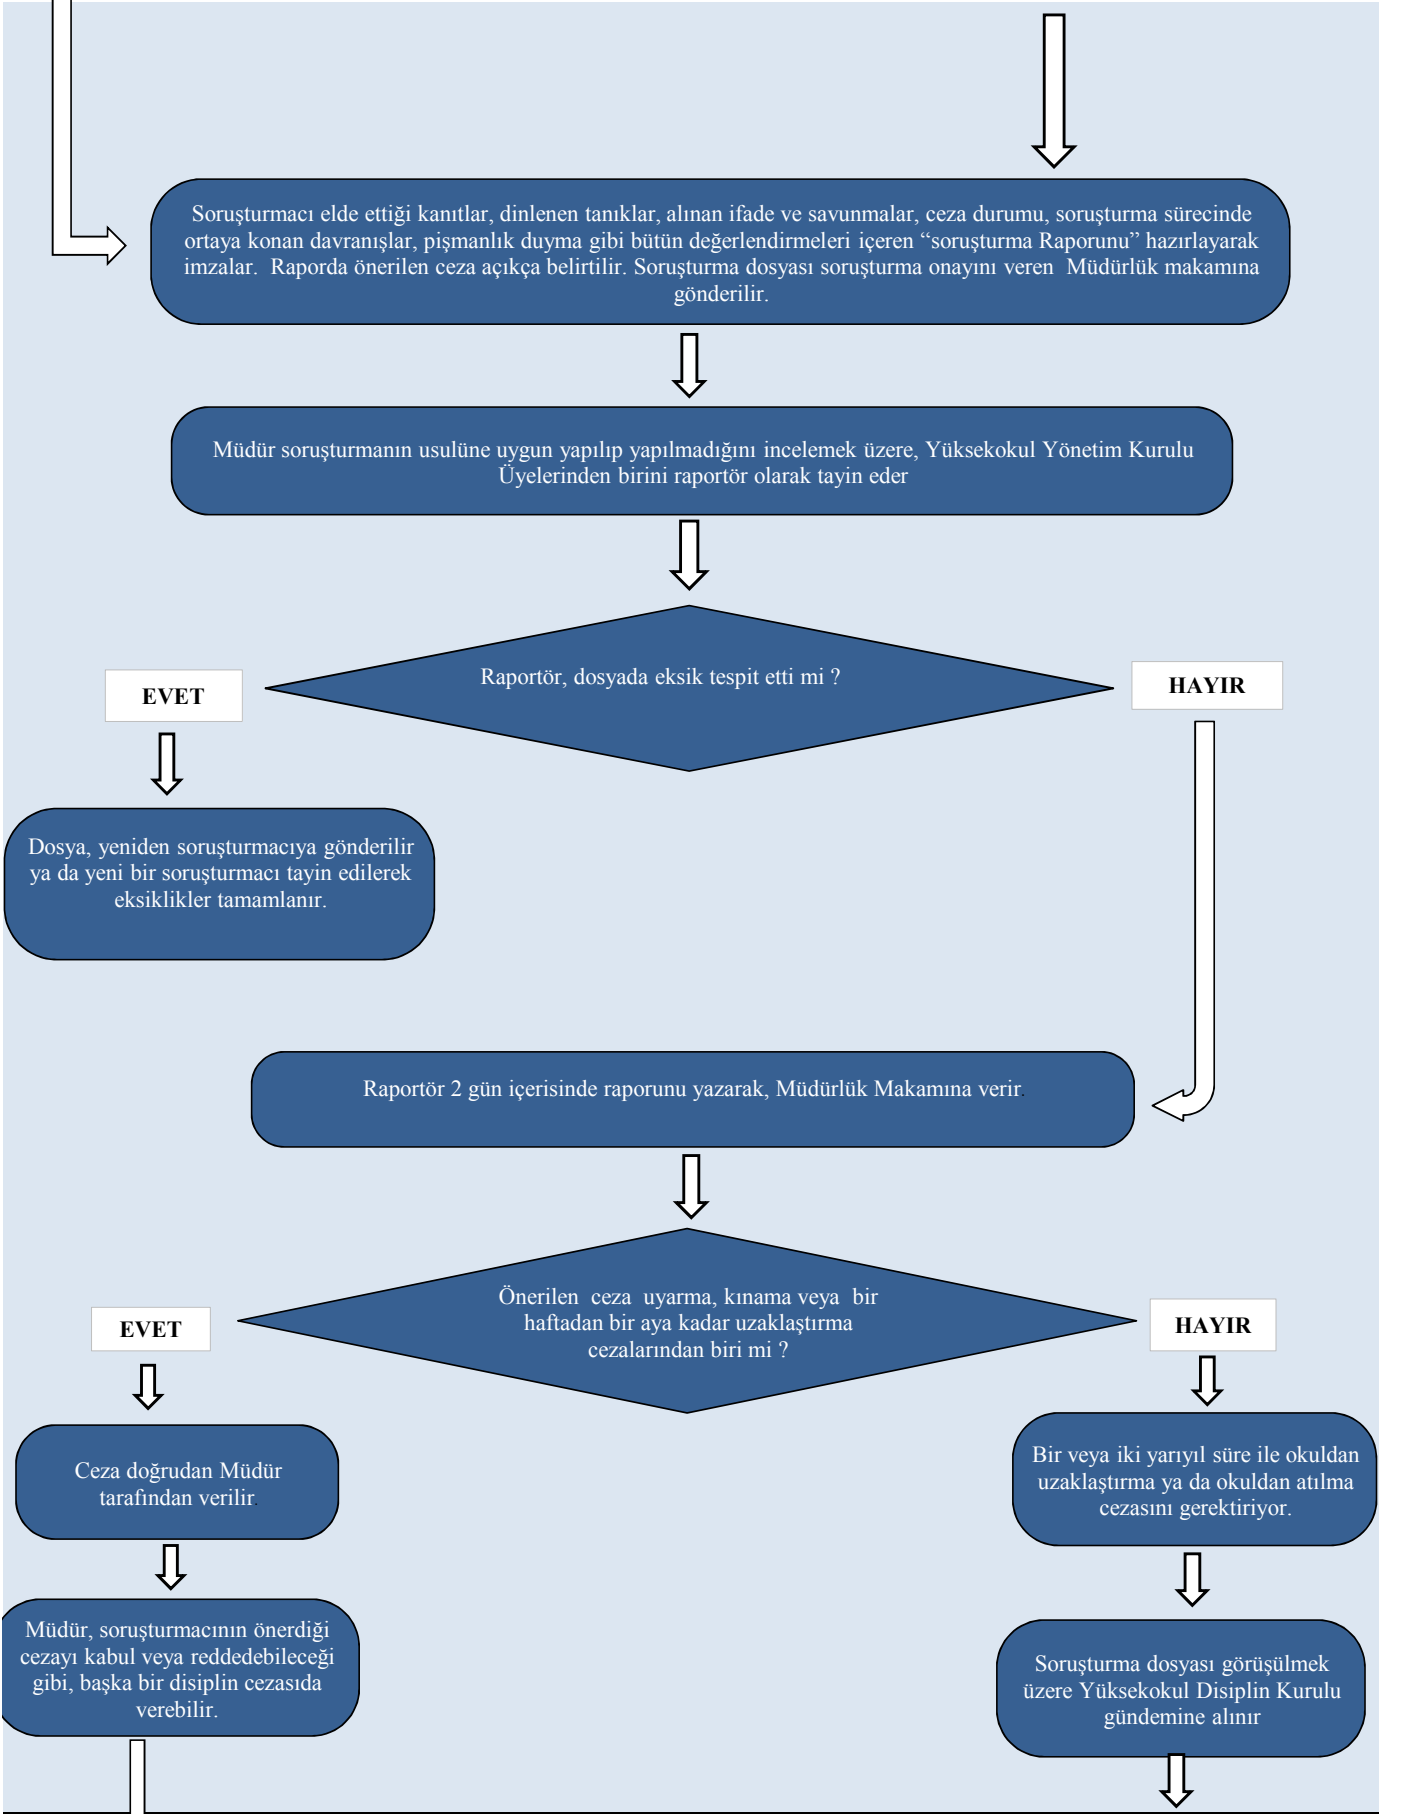 Soruşturmacı elde ettiği kanıtlar, dinlenen tanıklar, alınan ifade ve savunmalar, ceza durumu, soruşturma sürecinde
ortaya konan davranışlar, pişmanlık duyma gibi bütün değerlendirmeleri içeren “soruşturma Raporunu” hazırlayarak
imzalar. Raporda önerilen ceza açıkça belirtilir. Soruşturma dosyası soruşturma onayını veren Müdürlük makamına
gönderilir.
Müdür soruşturmanın usulüne uygun yapılıp yapılmadığını incelemek üzere, Yüksekokul Yönetim Kurulu
Üyelerinden birini raportör olarak tayin eder
Raportör, dosyada eksik tespit etti mi ?
EVET
HAYIR
Dosya, yeniden soruşturmacıya gönderilir
ya da yeni bir soruşturmacı tayin edilerek
eksiklikler tamamlanır.
Raportör 2 gün içerisinde raporunu yazarak, Müdürlük Makamına verir.
Önerilen ceza uyarma, kınama veya bir
haftadan bir aya kadar uzaklaştırma
cezalarından biri mi ?
EVET
HAYIR
Ceza doğrudan Müdür
tarafından verilir.
Bir veya iki yarıyıl süre ile okuldan
uzaklaştırma ya da okuldan atılma
cezasını gerektiriyor.
Müdür, soruşturmacının önerdiği
cezayı kabul veya reddedebileceği
gibi, başka bir disiplin cezasıda
verebilir.
Soruşturma dosyası görüşülmek
üzere Yüksekokul Disiplin Kurulu
gündemine alınır